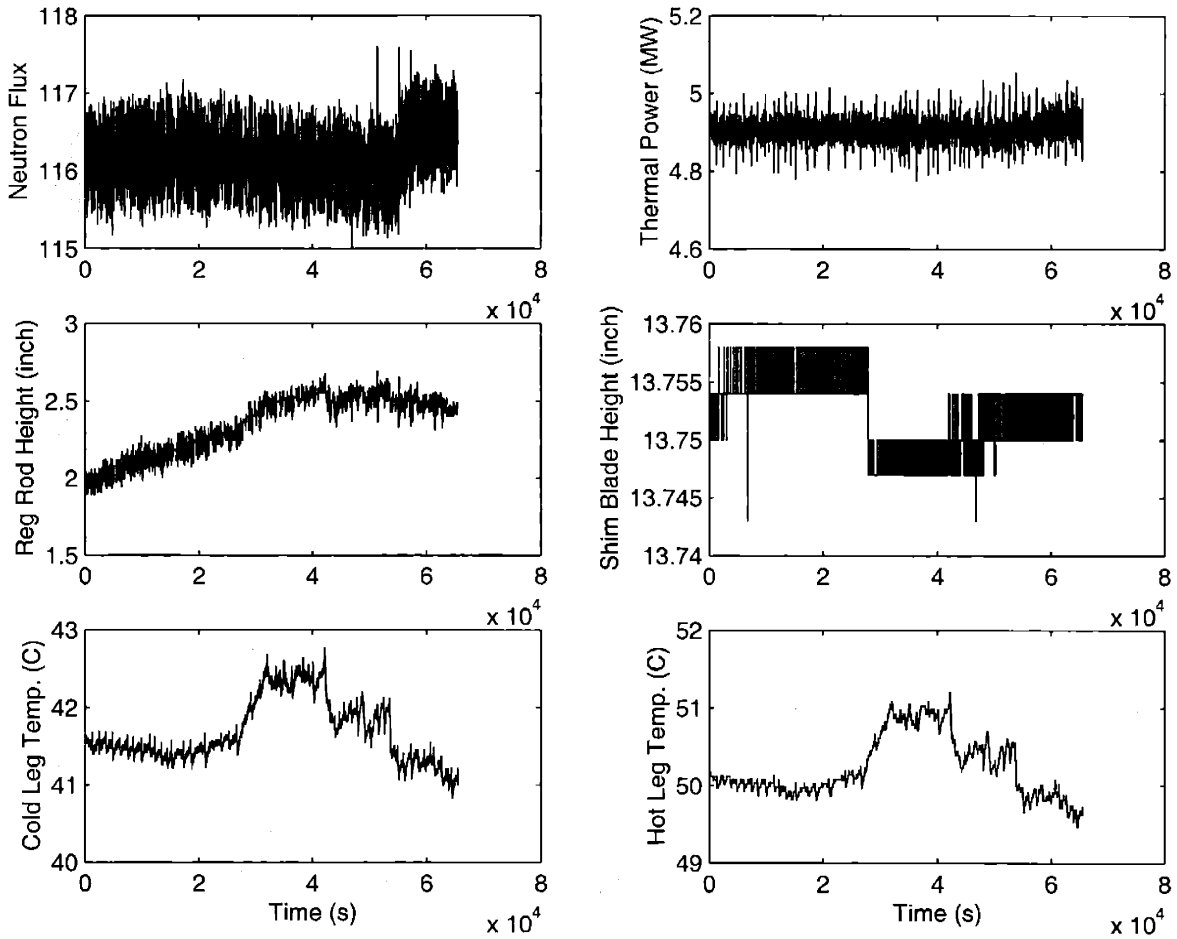 Neutron Flux
118
117
116
115
0 2 4 6 8
x 10^4
Thermal Power (MW)
5.2
5
4.8
4.6
0 2 4 6 8
x 10^4
Reg Rod Height (inch)
3
2.5
2
1.5
0 2 4 6 8
x 10^4
Shim Blade Height (inch)
13.76
13.755
13.75
13.745
13.74
0 2 4 6 8
x 10^4
Cold Leg Temp. (C)
43
42
41
40
0 2 4 6 8
Time (s)
x 10^4
Hot Leg Temp. (C)
52
51
50
49
0 2 4 6 8
Time (s)
x 10^4